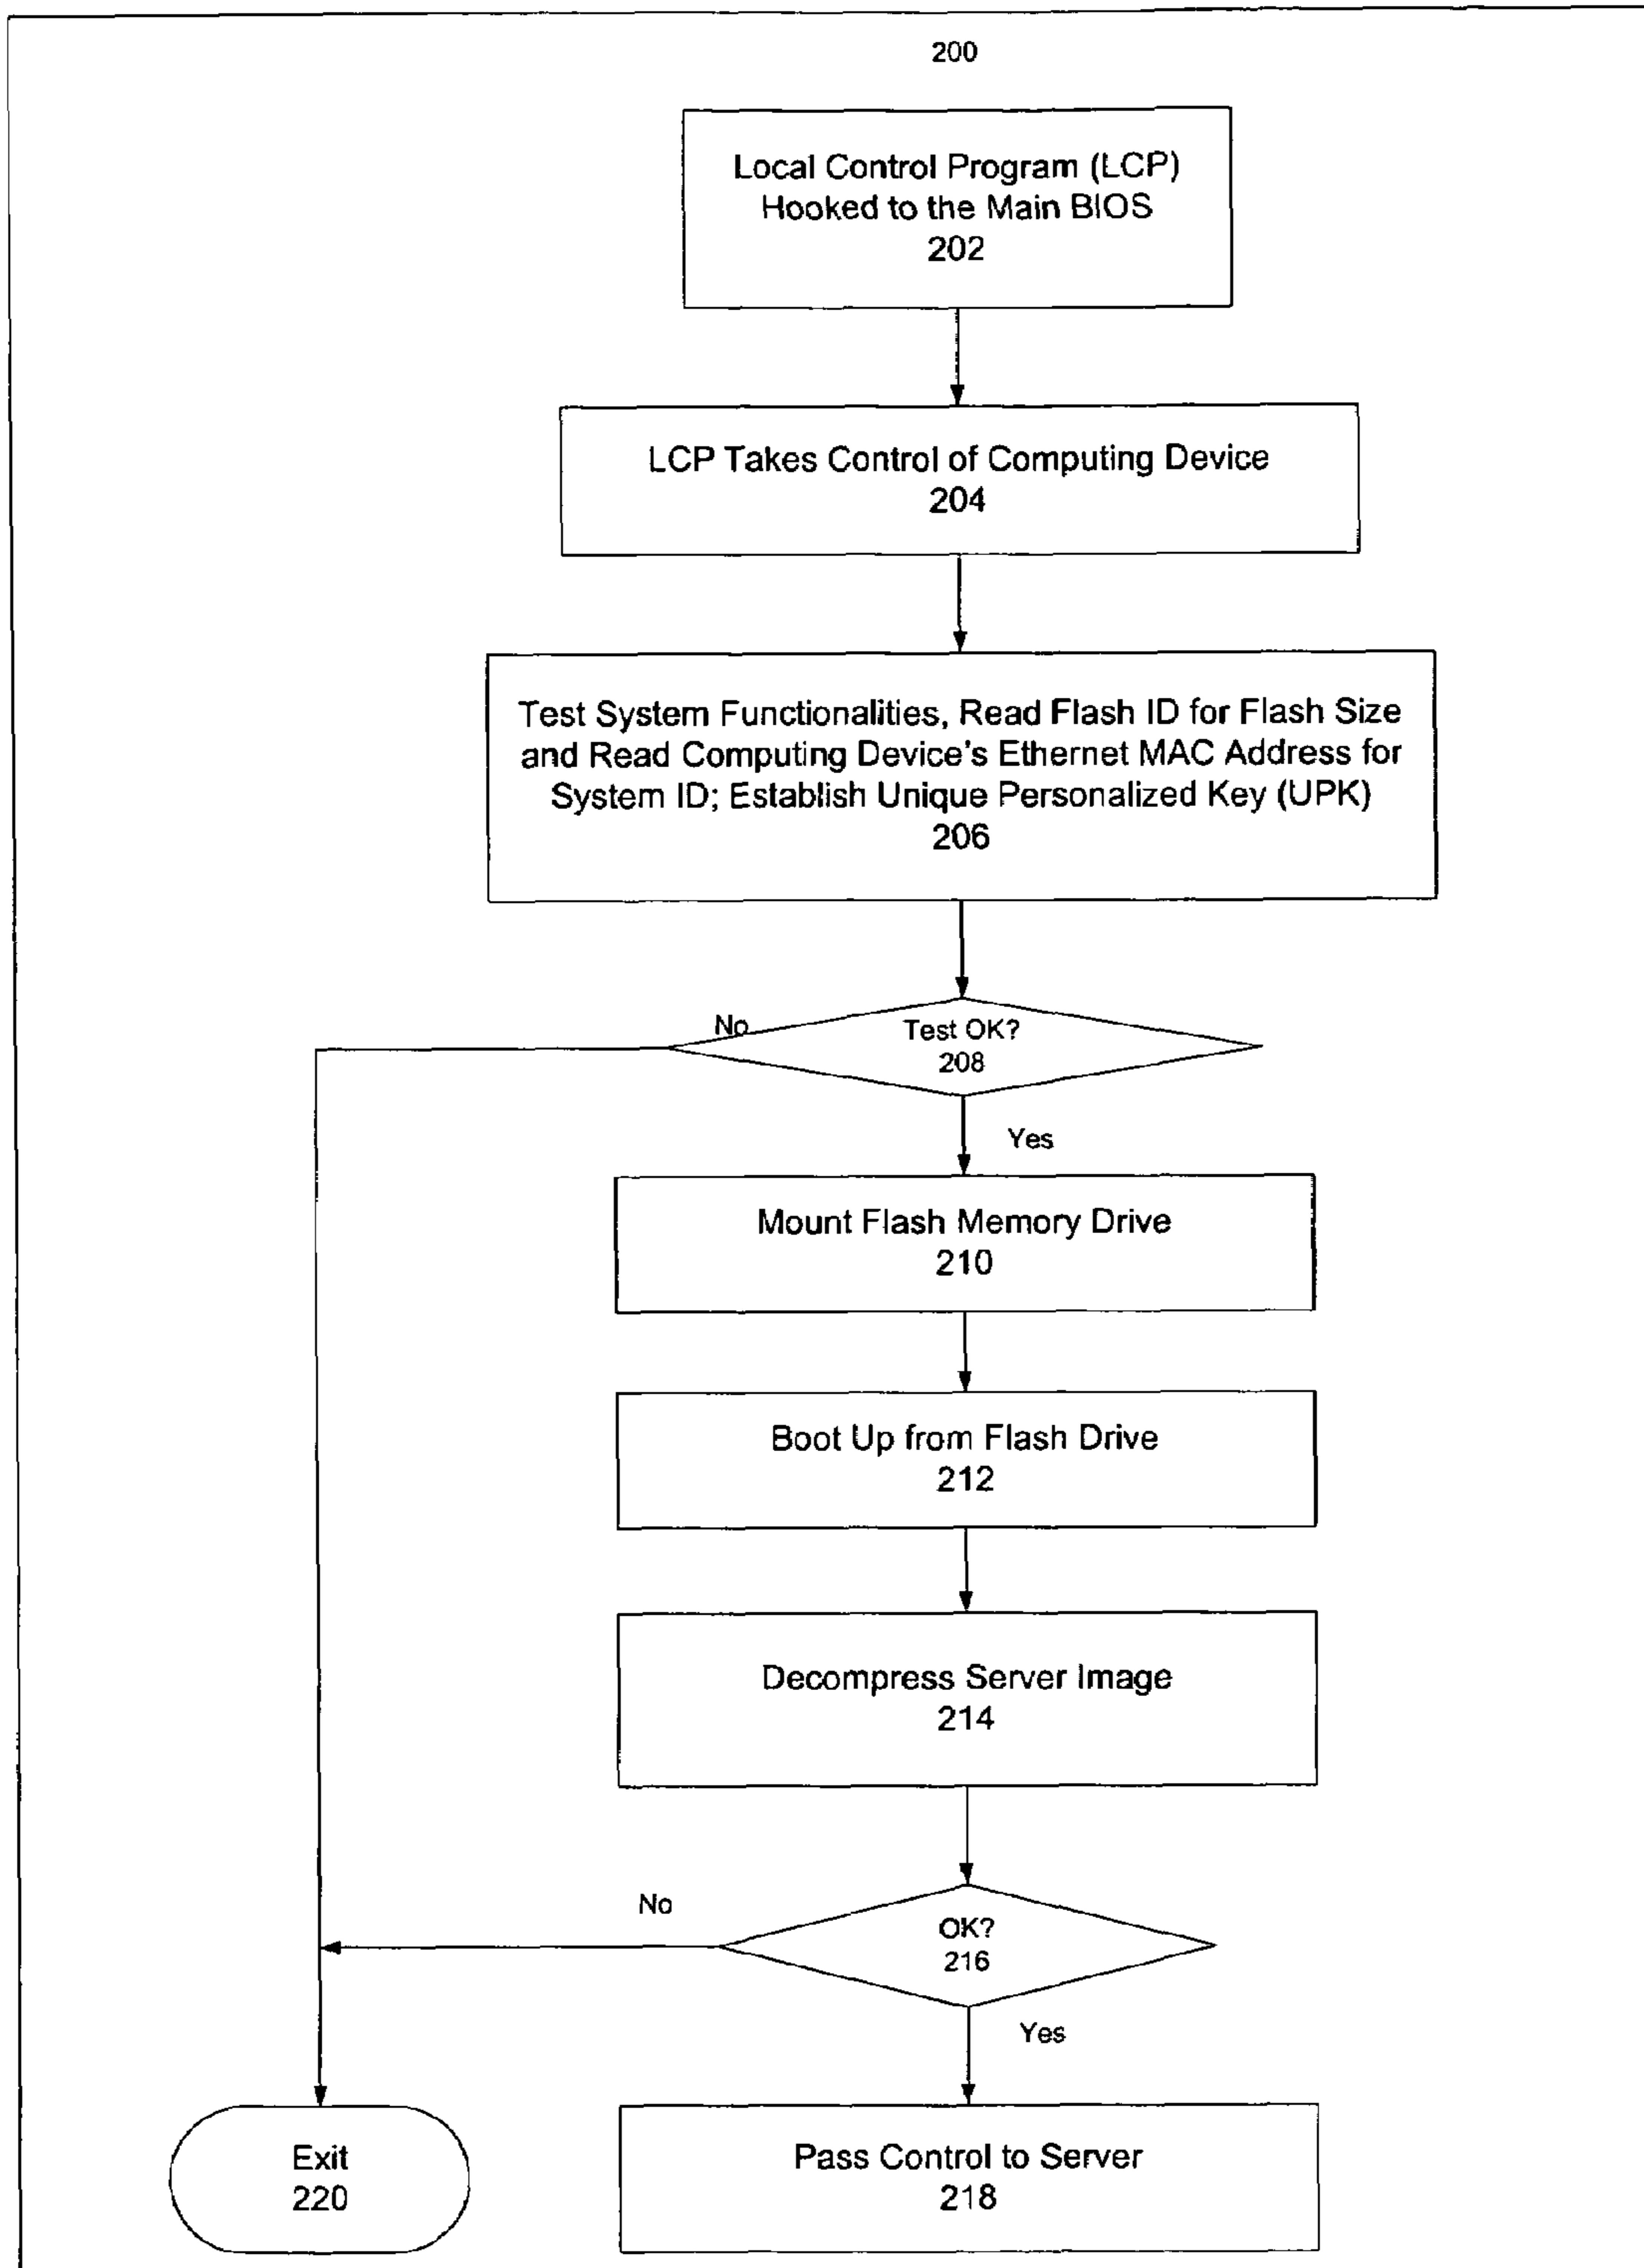 200
Local Control Program (LCP)
Hooked to the Main BIOS
202
LCP Takes Control of Computing Device
204
Test System Functionalities, Read Flash ID for Flash Size
and Read Computing Device's Ethernet MAC Address for
System ID; Establish Unique Personalized Key (UPK)
206
No
Test OK?
208
Yes
Mount Flash Memory Drive
210
Boot Up from Flash Drive
212
Decompress Server Image
214
No
OK?
216
Yes
Exit
220
Pass Control to Server
218